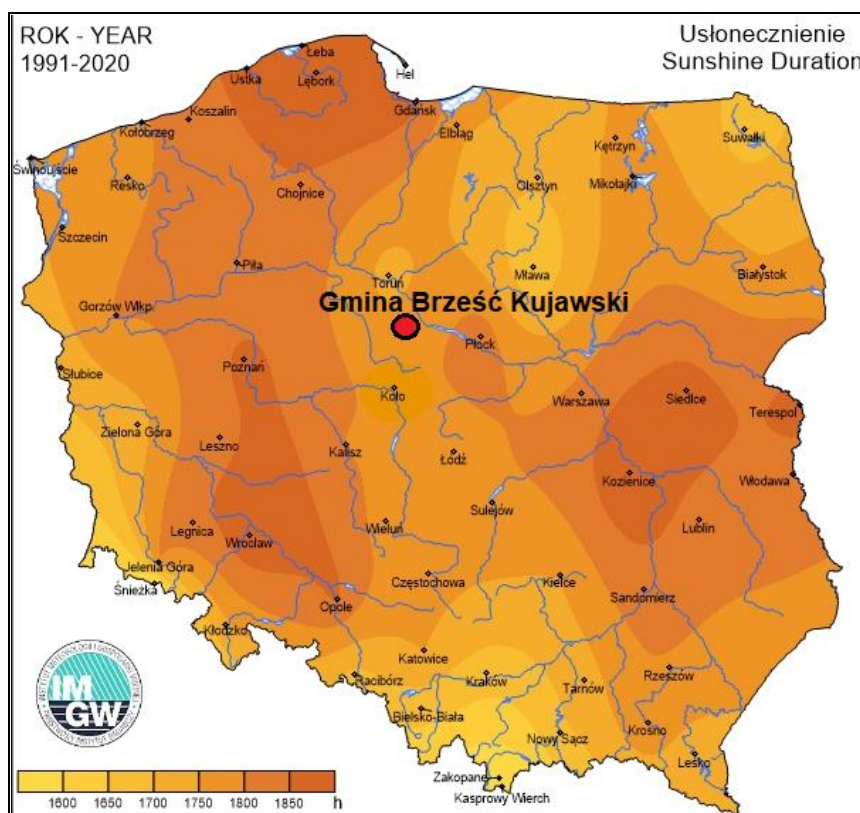 ROK - YEAR
1991-2020
Usłonecznienie
Sunshine Duration
Łeba
Ustka
Lębork
Hel
Koszalin
Gdańsk
Kołobrzeg
Elbląg
Kętrzyn
Suwałki
Świnoujście
Resko
Chojnice
Olsztyn
Mikołajki
Szczecin
Piła
Toruń
Mława
Białystok
Gmina Brześć Kujawski
Gorzów Wlkp.
Płock
Słubice
Poznań
Koło
Warszawa
Siedlce
Terespol
Zielona Góra
Leszno
Kalisz
Łódź
Kozienice
Włodawa
Legnica
Wrocław
Wieluń
Sulejów
Lublin
Jelenia Góra
Śnieżka
Częstochowa
Kielce
Opole
Sandomierz
Kłodzko
Katowice
Racibórz
Kraków
Tarnów
Rzeszów
Bielsko-Biała
Nowy Sącz
Krosno
Lesko
Zakopane
Kasprowy Wierch
IM
GW
1600 1650 1700 1750 1800 1850 h